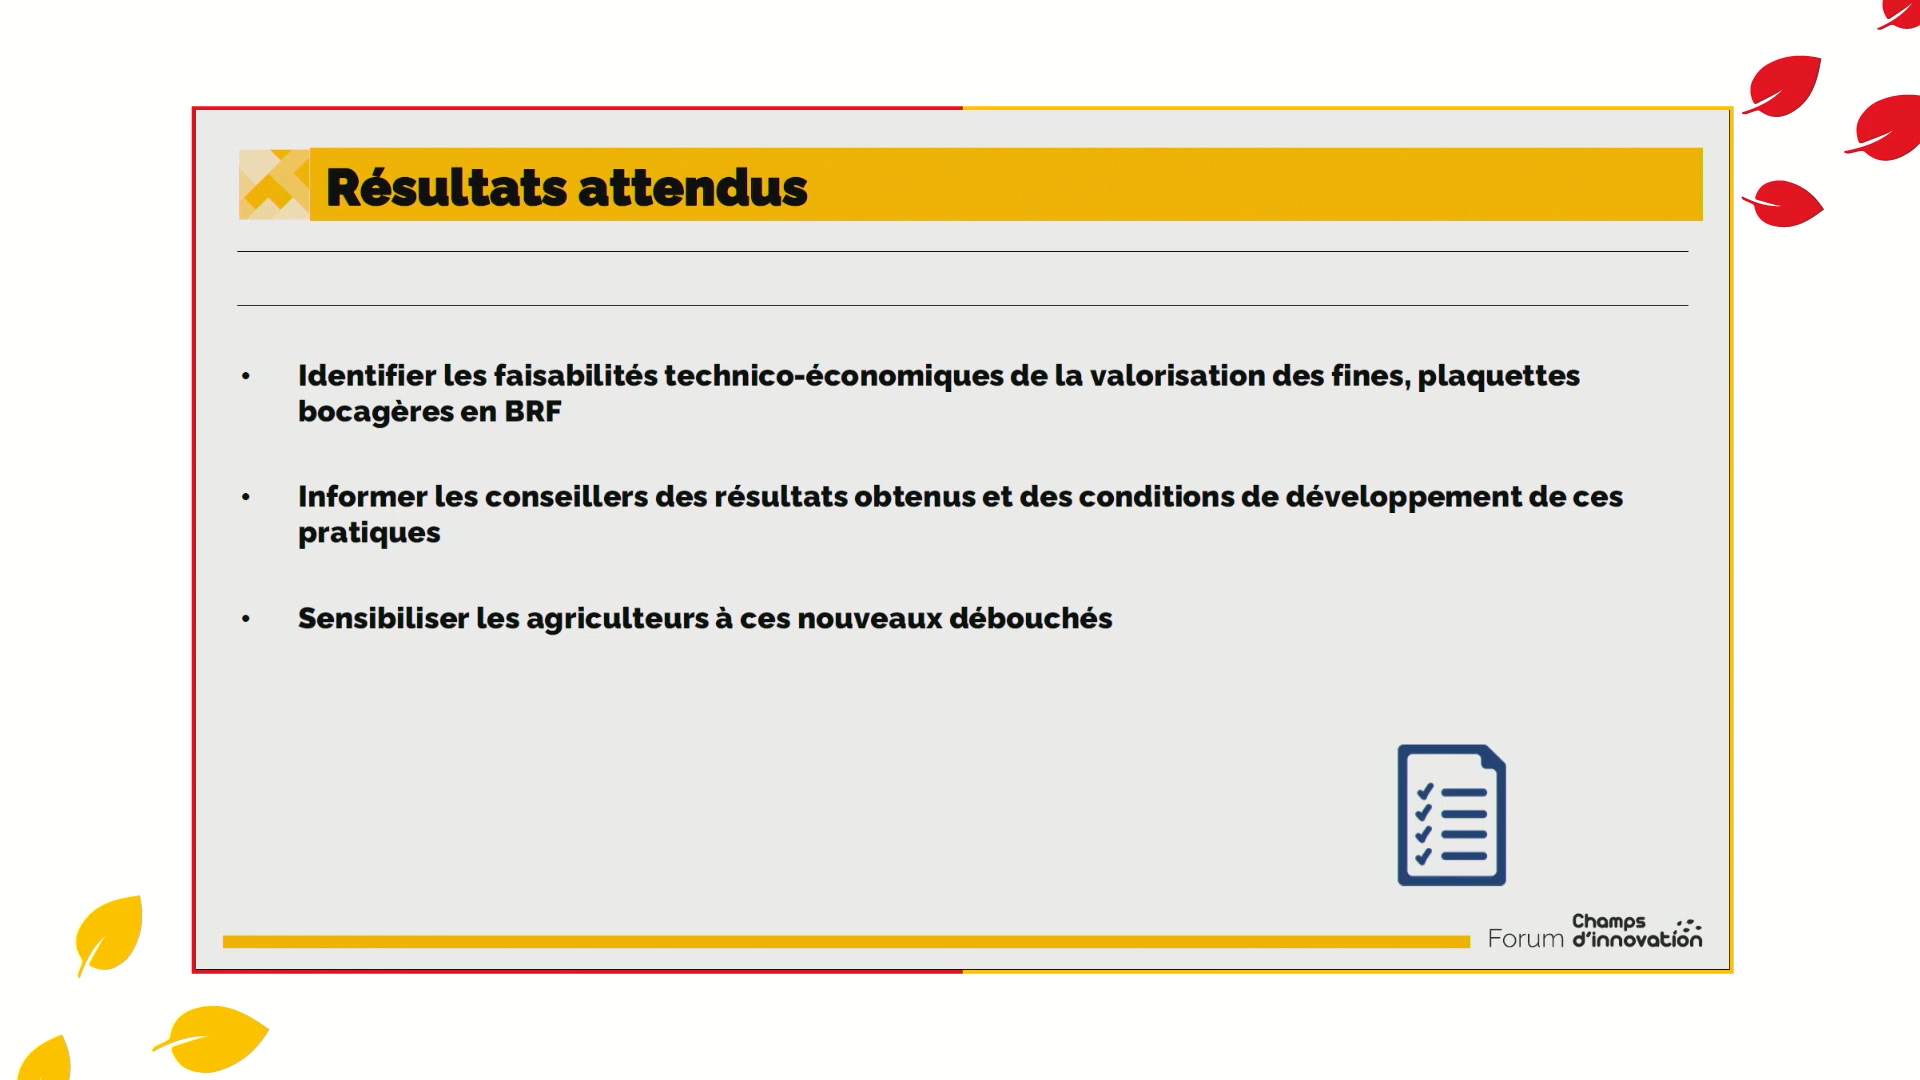 Résultats attendus
• Identifier les faisabilités technico-économiques de la valorisation des fines, plaquettes
bocagères en BRF
• Informer les conseillers des résultats obtenus et des conditions de développement de ces
pratiques
• Sensibiliser les agriculteurs à ces nouveaux débouchés
Forum Champs
d'innovation